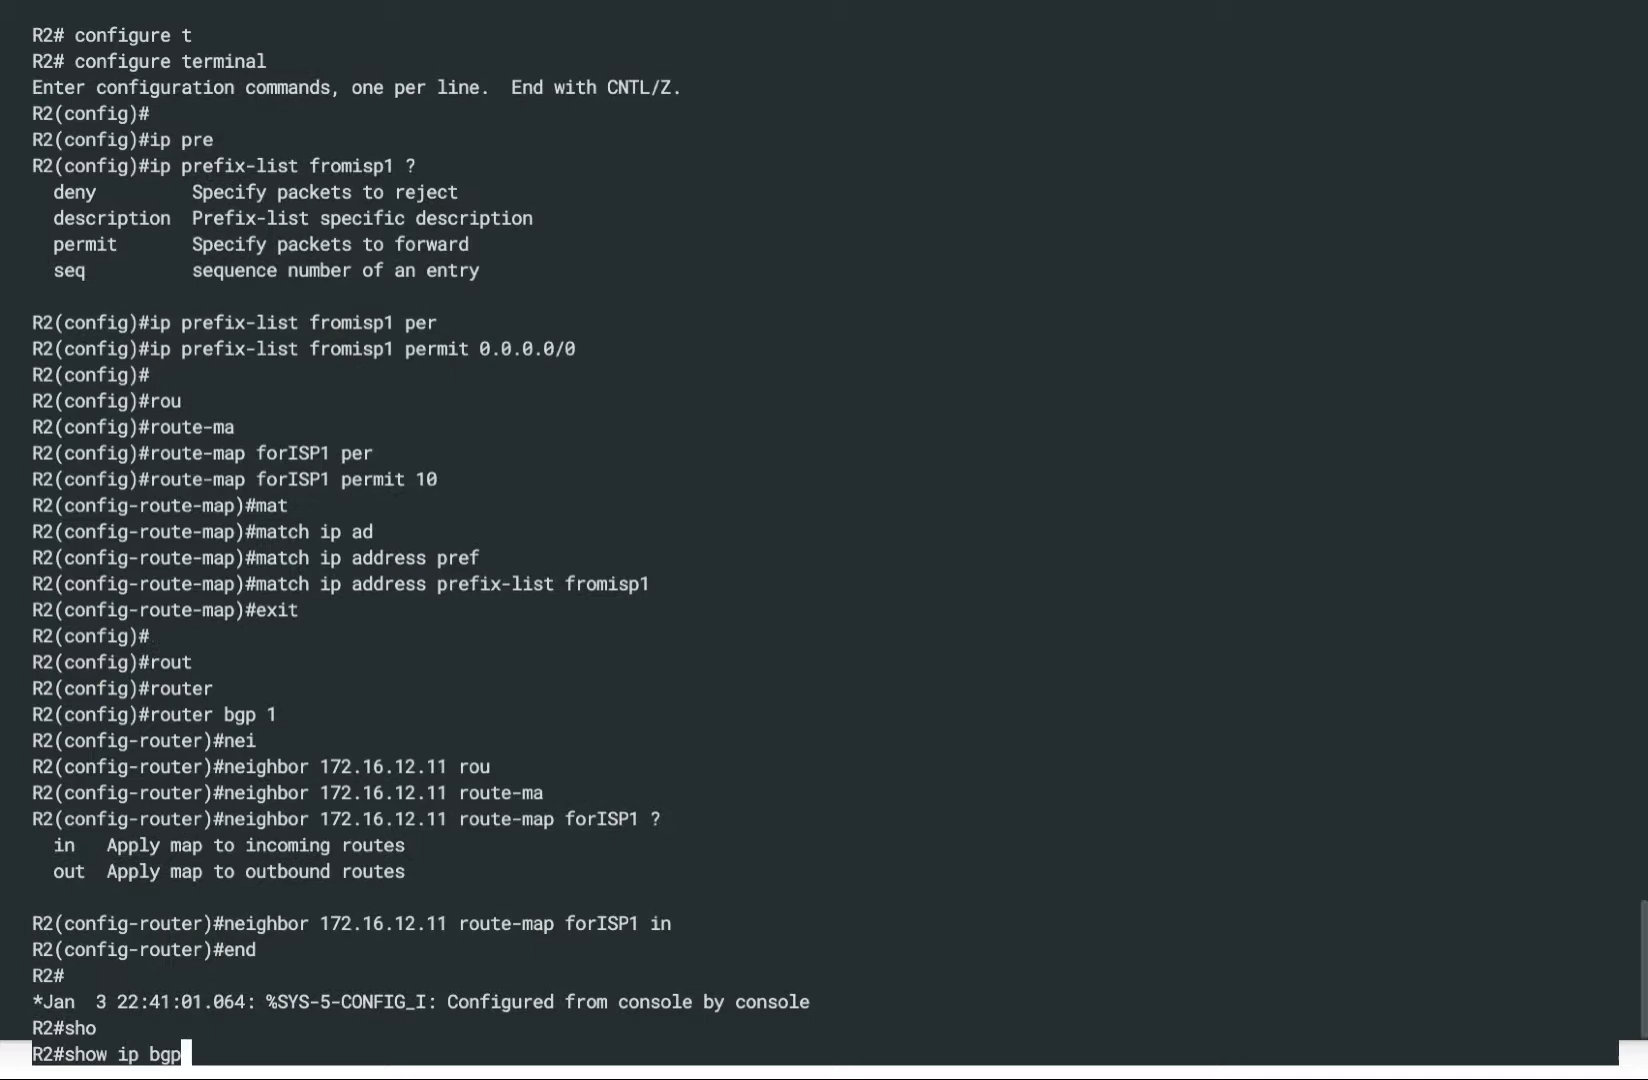 R2# configure t
R2# configure terminal
Enter configuration commands, one per line.  End with CNTL/Z.
R2(config)#
R2(config)#ip pre
R2(config)#ip prefix-list fromisp1 ?
  deny         Specify packets to reject
  description  Prefix-list specific description
  permit       Specify packets to forward
  seq          sequence number of an entry

R2(config)#ip prefix-list fromisp1 per
R2(config)#ip prefix-list fromisp1 permit 0.0.0.0/0
R2(config)#
R2(config)#rou
R2(config)#route-ma
R2(config)#route-map forISP1 per
R2(config)#route-map forISP1 permit 10
R2(config-route-map)#mat
R2(config-route-map)#match ip ad
R2(config-route-map)#match ip address pref
R2(config-route-map)#match ip address prefix-list fromisp1
R2(config-route-map)#exit
R2(config)#
R2(config)#rout
R2(config)#router
R2(config)#router bgp 1
R2(config-router)#nei
R2(config-router)#neighbor 172.16.12.11 rou
R2(config-router)#neighbor 172.16.12.11 route-ma
R2(config-router)#neighbor 172.16.12.11 route-map forISP1 ?
  in   Apply map to incoming routes
  out  Apply map to outbound routes

R2(config-router)#neighbor 172.16.12.11 route-map forISP1 in
R2(config-router)#end
R2#
*Jan  3 22:41:01.064: %SYS-5-CONFIG_I: Configured from console by console
R2#sho
R2#show ip bgp